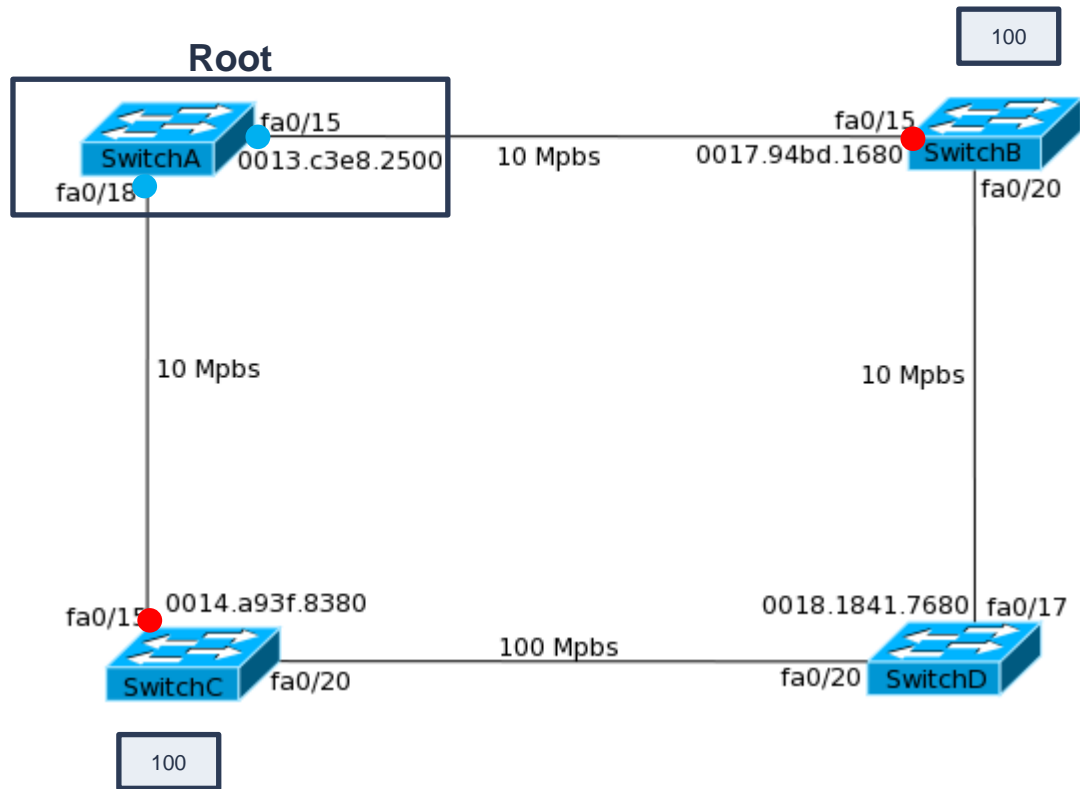 100
Root
fa0/15
fa0/15
SwitchA
0013.c3e8.2500
10 Mpbs
0017.94bd.1680
SwitchB
fa0/18
fa0/20
10 Mpbs
10 Mpbs
0014.a93f.8380
0018.1841.7680
fa0/17
fa0/15
100 Mpbs
SwitchC
fa0/20
fa0/20
SwitchD
100